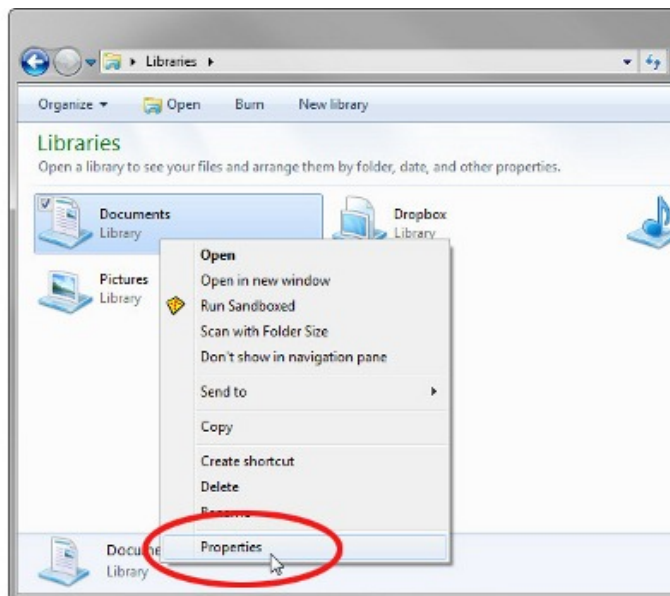 Libraries
Organize Open Burn New library
Libraries
Open a library to see your files and arrange them by folder, date, and other properties.
Documents
Library
Dropbox
Library
Pictures
Library
Open
Open in new window
Run Sandboxed
Scan with Folder Size
Don't show in navigation pane
Send to
Copy
Create shortcut
Delete
Properties
Library